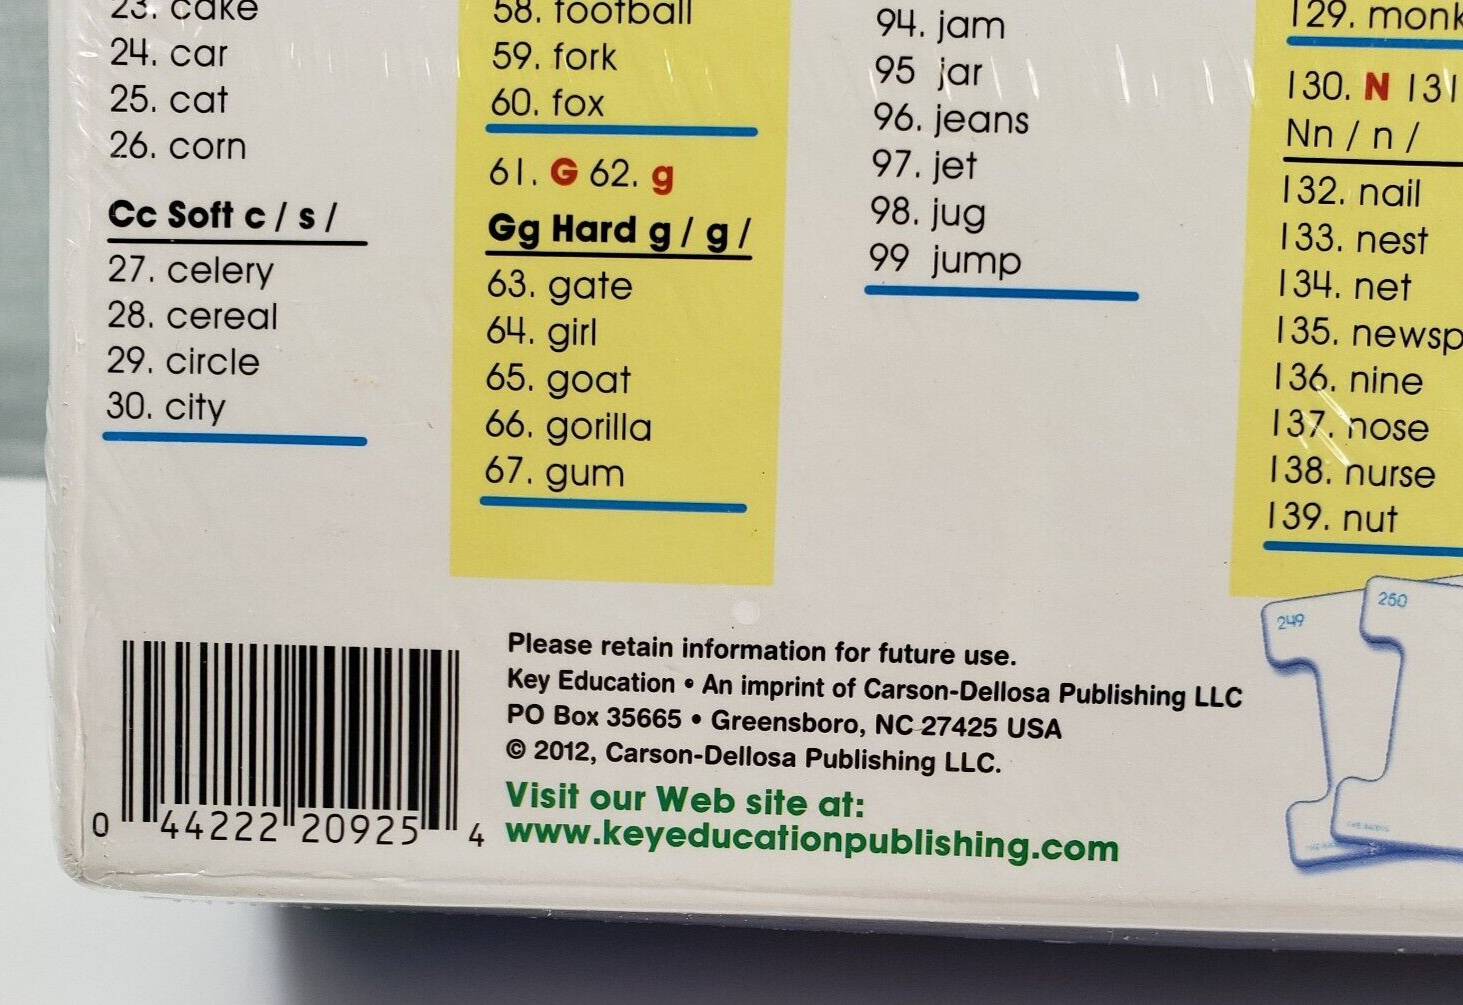 23. cake
24. car
25. cat
26. corn
Cc Soft c / s /
27. celery
28. cereal
29. circle
30. city
58. football
59. fork
60. fox
61. G 62. g
Gg Hard g / g /
63. gate
64. girl
65. goat
66. gorilla
67. gum
94. jam
95 jar
96. jeans
97. jet
98. jug
99 jump
129. monk
130. N 131
Nn / n /
132. nail
133. nest
134. net
135. newsp
136. nine
137. nose
138. nurse
139. nut
249
250
0 44222 20925 4
Please retain information for future use.
Key Education • An imprint of Carson-Dellosa Publishing LLC
PO Box 35665 • Greensboro, NC 27425 USA
© 2012, Carson-Dellosa Publishing LLC.
Visit our Web site at:
www.keyeducationpublishing.com